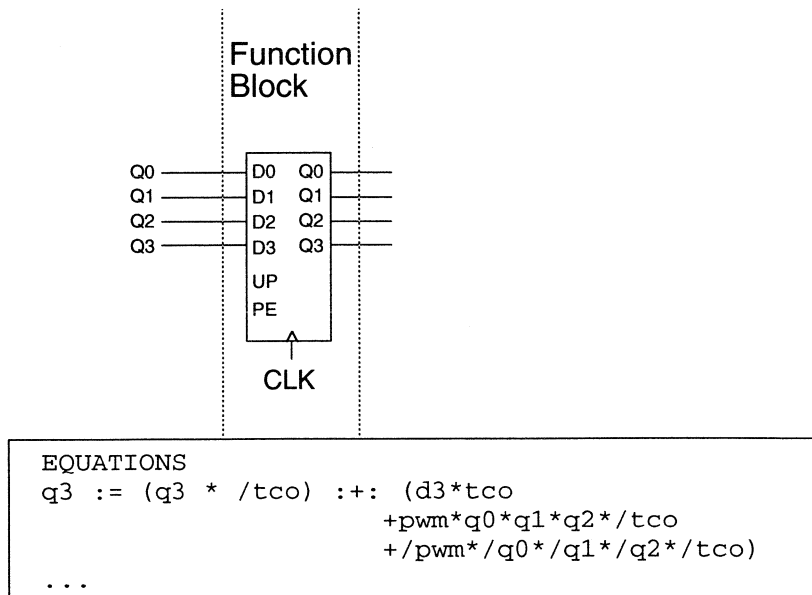 Function
Block
Q0 D0 Q0
Q1 D1 Q1
Q2 D2 Q2
Q3 D3 Q3
UP
PE
CLK
EQUATIONS
q3 := (q3 * /tco) :+: (d3*tco
+pwm*q0*q1*q2*/tco
+/pwm*/q0*/q1*/q2*/tco)
...